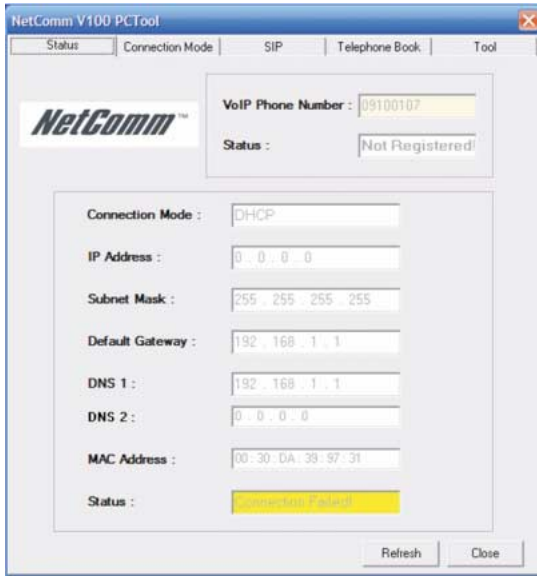 NetComm V100 PCTool
Status Connection Mode SIP Telephone Book Tool
NetComm™
VoIP Phone Number : 09100107
Status : Not Registered!
Connection Mode : DHCP
IP Address : 0 . 0 . 0 . 0
Subnet Mask : 255 . 255 . 255 . 255
Default Gateway : 192 . 168 . 1 . 1
DNS 1 : 192 . 168 . 1 . 1
DNS 2 : 0 . 0 . 0 . 0
MAC Address : 00 : 30 : DA : 39 : 97 : 31
Status : Connection Failed!
Refresh Close